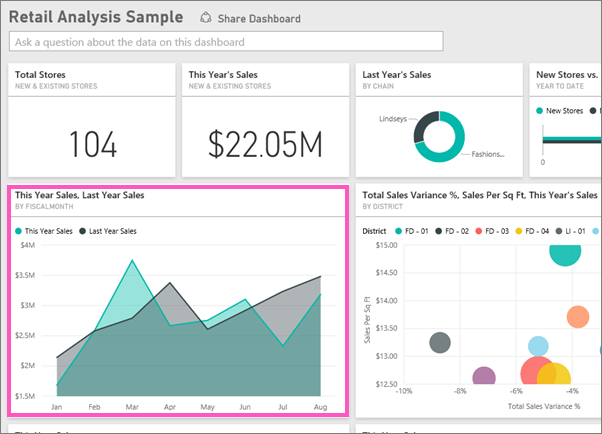 Retail Analysis Sample
Share Dashboard
Ask a question about the data on this dashboard
Total Stores
NEW & EXISTING STORES
104
This Year's Sales
NEW & EXISTING STORES
$22.05M
Last Year's Sales
BY CHAIN
Lindseys
Fashions...
New Stores vs.
YEAR TO DATE
New Stores
0
This Year Sales, Last Year Sales
BY FISCALMONTH
This Year Sales Last Year Sales
$4M
$3.5M
$3M
$2.5M
$2M
$1.5M
Jan Feb Mar Apr May Jun Jul Aug
Total Sales Variance %, Sales Per Sq Ft, This Year's Sales
BY DISTRICT
District FD - 01 FD - 02 FD - 03 FD - 04 LI - 01
Sales Per Sq Ft
$15.00
$14.50
$14.00
$13.50
$13.00
$12.50
-10% -8% -6% -4%
Total Sales Variance %